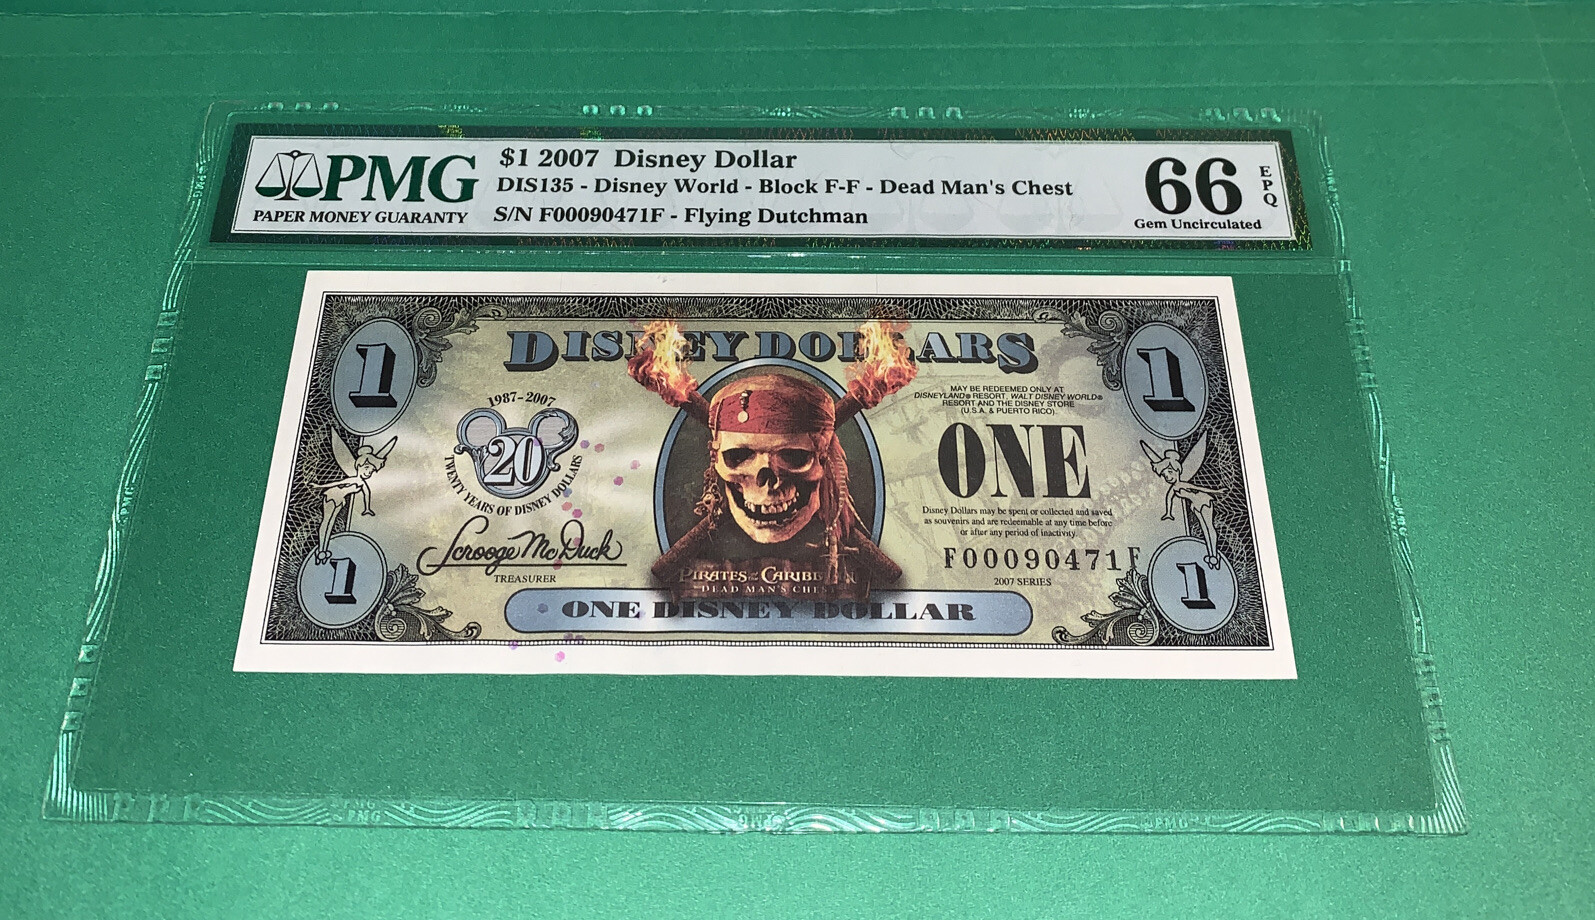 PMG
PAPER MONEY GUARANTY
$1 2007 Disney Dollar
DIS135 - Disney World - Block F-F - Dead Man's Chest
S/N F00090471F - Flying Dutchman
66
EPQ
Gem Uncirculated
1
DISNEY DOLLARS
1
1987-2007
20
TWENTY YEARS OF DISNEY DOLLARS
MAY BE REDEEMED ONLY AT
DISNEYLAND® RESORT, WALT DISNEY WORLD®
RESORT AND THE DISNEY STORE
(U.S.A. & PUERTO RICO).
ONE
Disney Dollars may be spent or collected and saved
as souvenirs and are redeemable at any time before
or after any period of inactivity.
F00090471F
2007 SERIES
Scrooge McDuck
TREASURER
PIRATES of the CARIBBEAN
DEAD MAN'S CHEST
1
ONE DISNEY DOLLAR
1
PMG
PMG
PMG